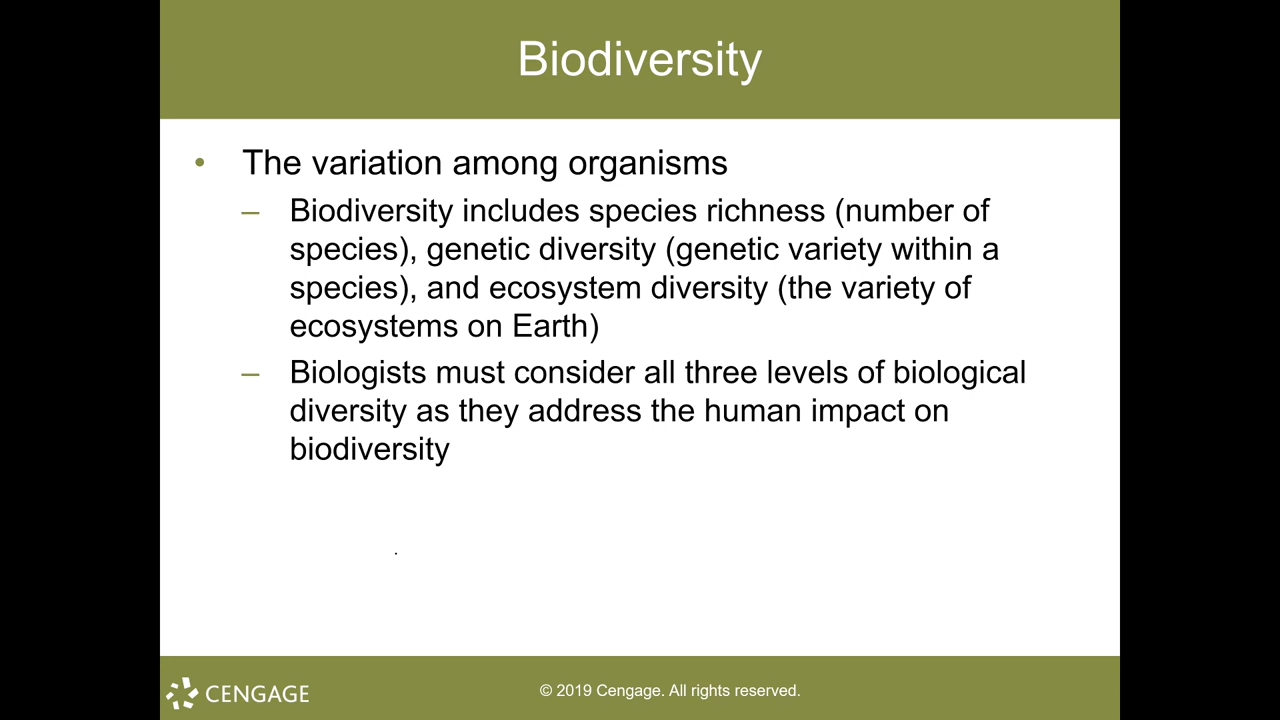 Biodiversity
• The variation among organisms
– Biodiversity includes species richness (number of
species), genetic diversity (genetic variety within a
species), and ecosystem diversity (the variety of
ecosystems on Earth)
– Biologists must consider all three levels of biological
diversity as they address the human impact on
biodiversity
.
CENGAGE
© 2019 Cengage. All rights reserved.